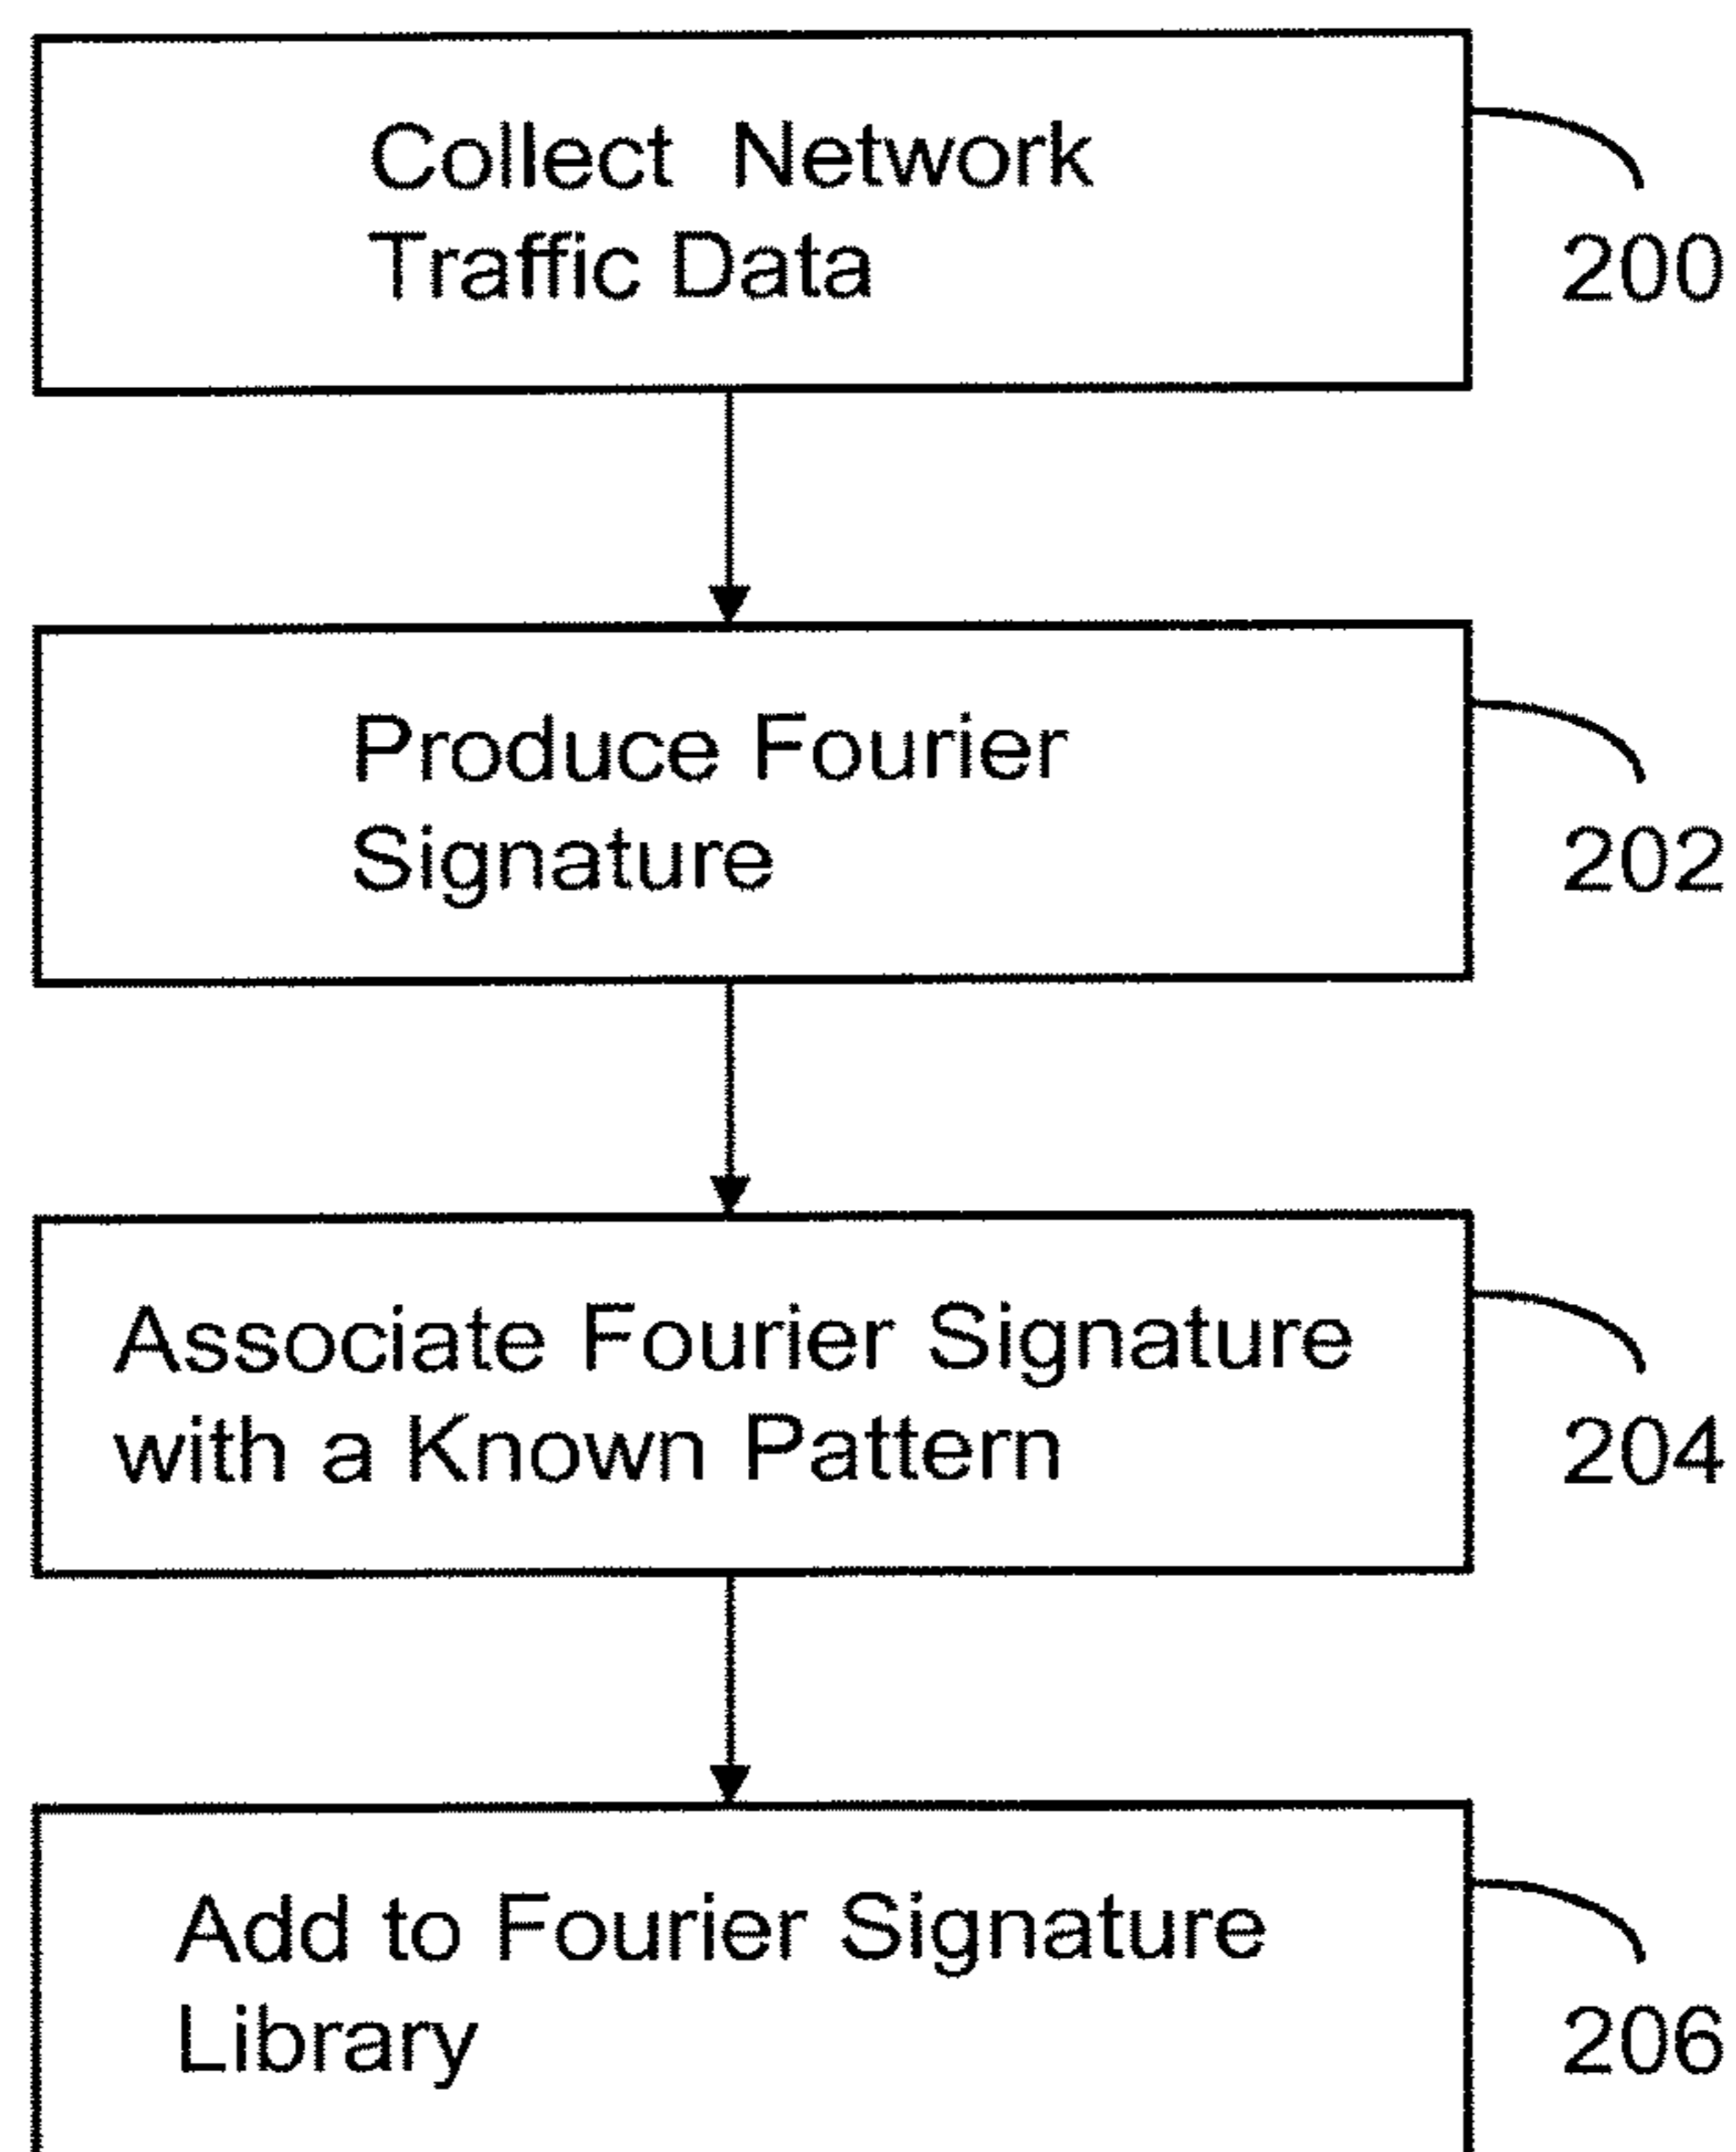 Collect Network
Traffic Data
200
Produce Fourier
Signature
202
Associate Fourier Signature
with a Known Pattern
204
Add to Fourier Signature
Library
206